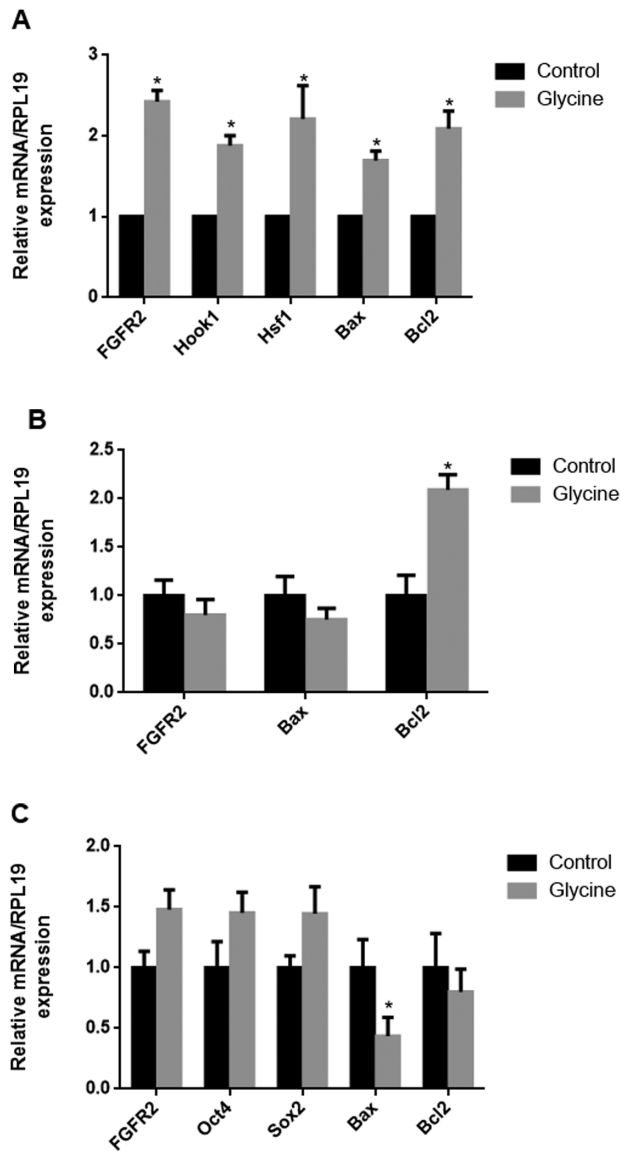 A
Relative mRNA/RPL19
expression
3
2
1
0
*
*
*
*
*
FGFR2
Hook1
Hsf1
Bax
Bcl2
Control
Glycine
B
Relative mRNA/RPL19
expression
2.5
2.0
1.5
1.0
0.5
0.0
*
FGFR2
Bax
Bcl2
Control
Glycine
C
Relative mRNA/RPL19
expression
2.0
1.5
1.0
0.5
0.0
*
FGFR2
Oct4
Sox2
Bax
Bcl2
Control
Glycine